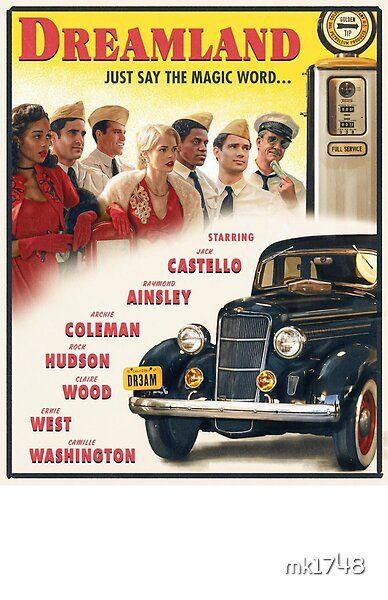 DREAMLAND
JUST SAY THE MAGIC WORD...
GOLDEN
TIP
FULL SERVICE
STARRING
JACK
CASTELLO
RAYMOND
AINSLEY
ARCHIE
COLEMAN
ROCK
HUDSON
CLAIRE
WOOD
ERNIE
WEST
CAMILLE
WASHINGTON
DR3AM
mk1748